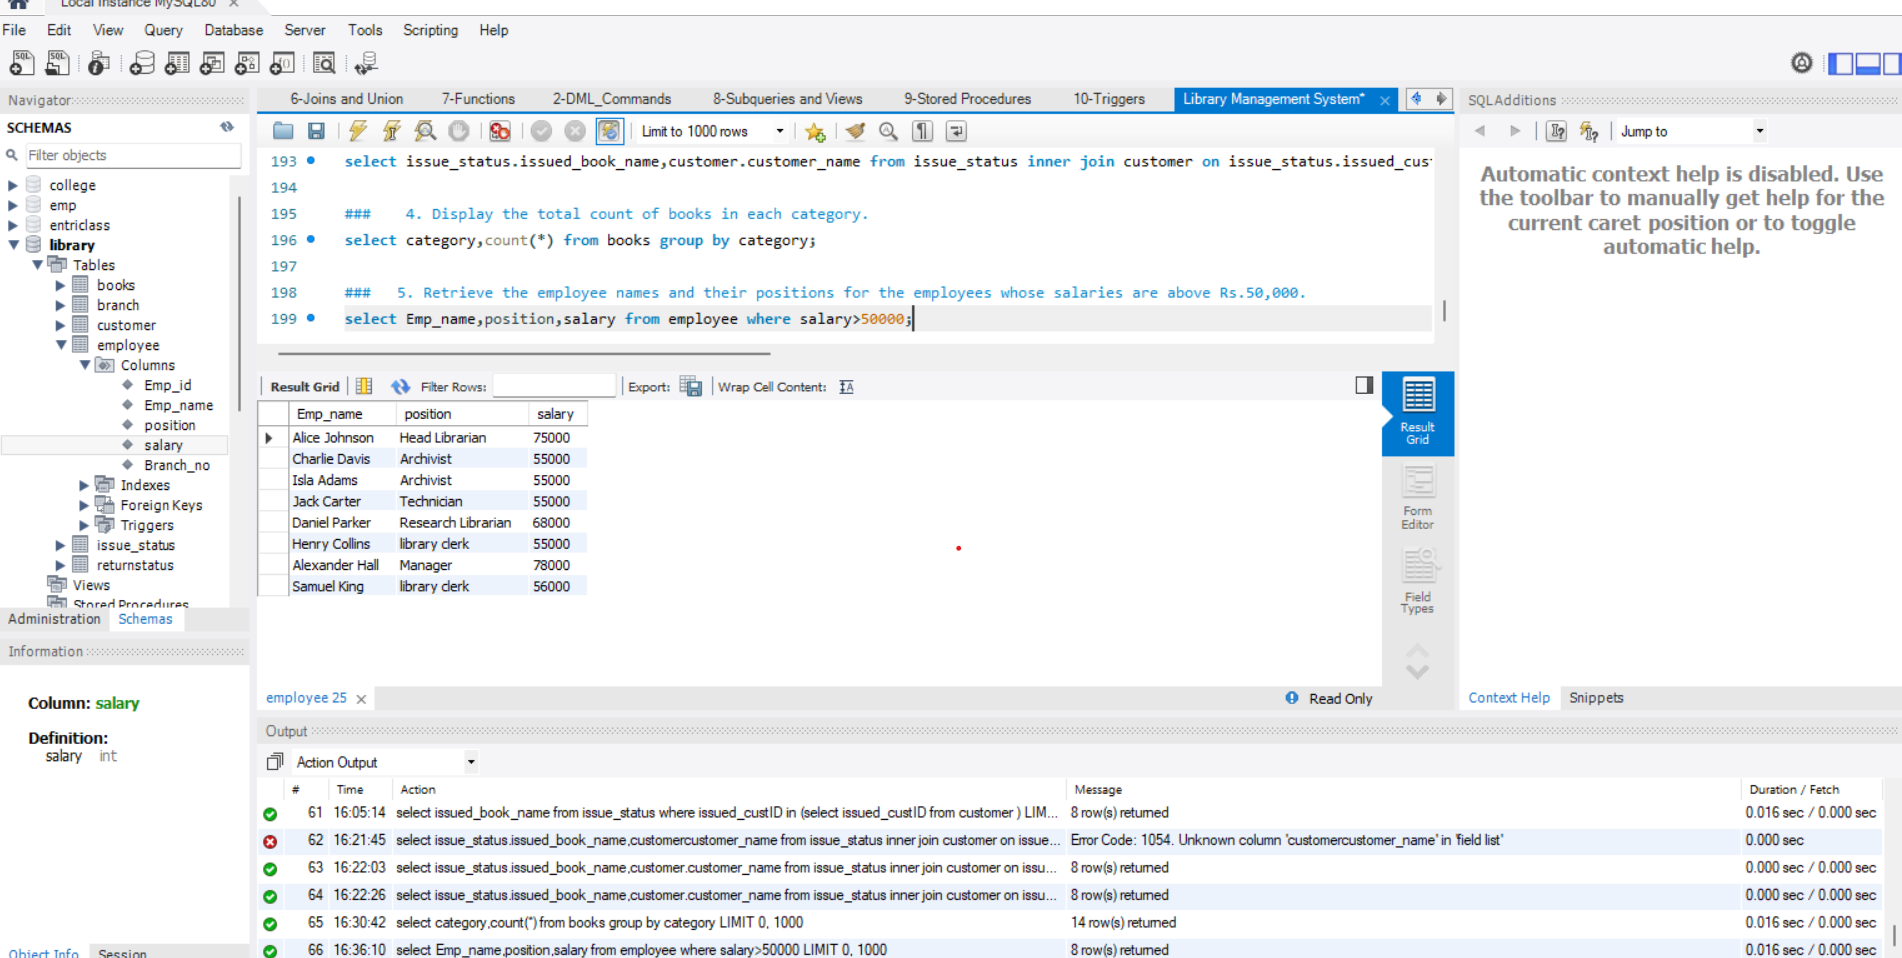 Local instance MySQL80 ×
File Edit View Query Database Server Tools Scripting Help
Navigator
SCHEMAS
Filter objects
college
emp
entriclass
library
Tables
books
branch
customer
employee
Columns
Emp_id
Emp_name
position
salary
Branch_no
Indexes
Foreign Keys
Triggers
issue_status
returnstatus
Views
Stored Procedures
Administration Schemas
Information
Column: salary
Definition:
salary int
Object Info Session
6-Joins and Union 7-Functions 2-DML_Commands 8-Subqueries and Views 9-Stored Procedures 10-Triggers Library Management System* ×
Limit to 1000 rows
193 select issue_status.issued_book_name,customer.customer_name from issue_status inner join customer on issue_status.issued_cus
194
195 ### 4. Display the total count of books in each category.
196 select category,count(*) from books group by category;
197
198 ### 5. Retrieve the employee names and their positions for the employees whose salaries are above Rs.50,000.
199 select Emp_name,position,salary from employee where salary>50000;
Result Grid Filter Rows: Export: Wrap Cell Content: IA
Emp_name position salary
Alice Johnson Head Librarian 75000
Charlie Davis Archivist 55000
Isla Adams Archivist 55000
Jack Carter Technician 55000
Daniel Parker Research Librarian 68000
Henry Collins library clerk 55000
Alexander Hall Manager 78000
Samuel King library clerk 56000
Result
Grid
Form
Editor
Field
Types
employee 25 × Read Only
Output
Action Output
# Time Action Message Duration / Fetch
61 16:05:14 select issued_book_name from issue_status where issued_custID in (select issued_custID from customer ) LIM... 8 row(s) returned 0.016 sec / 0.000 sec
62 16:21:45 select issue_status.issued_book_name,customercustomer_name from issue_status inner join customer on issue... Error Code: 1054. Unknown column 'customercustomer_name' in 'field list' 0.000 sec
63 16:22:03 select issue_status.issued_book_name,customer.customer_name from issue_status inner join customer on issu... 8 row(s) returned 0.000 sec / 0.000 sec
64 16:22:26 select issue_status.issued_book_name,customer.customer_name from issue_status inner join customer on issu... 8 row(s) returned 0.000 sec / 0.000 sec
65 16:30:42 select category,count(*) from books group by category LIMIT 0, 1000 14 row(s) returned 0.016 sec / 0.000 sec
66 16:36:10 select Emp_name,position,salary from employee where salary>50000 LIMIT 0, 1000 8 row(s) returned 0.016 sec / 0.000 sec
SQLAdditions
Jump to
Automatic context help is disabled. Use
the toolbar to manually get help for the
current caret position or to toggle
automatic help.
Context Help Snippets